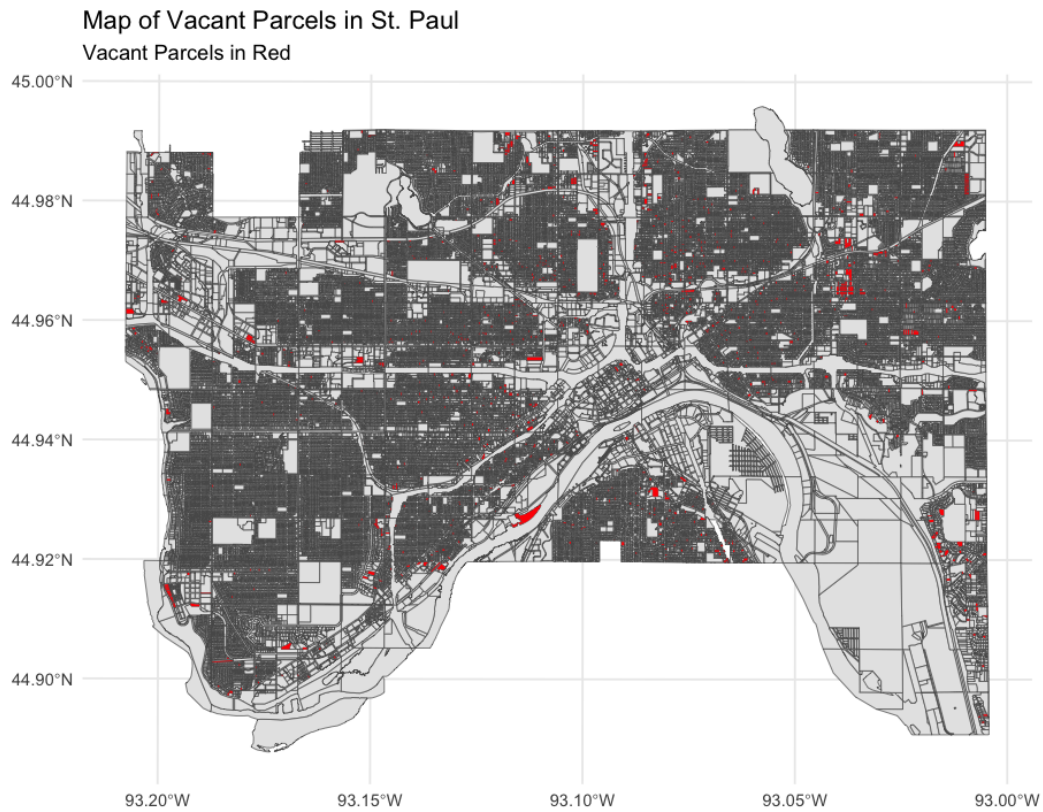 Map of Vacant Parcels in St. Paul
Vacant Parcels in Red
45.00°N
44.98°N
44.96°N
44.94°N
44.92°N
44.90°N
93.20°W 93.15°W 93.10°W 93.05°W 93.00°W